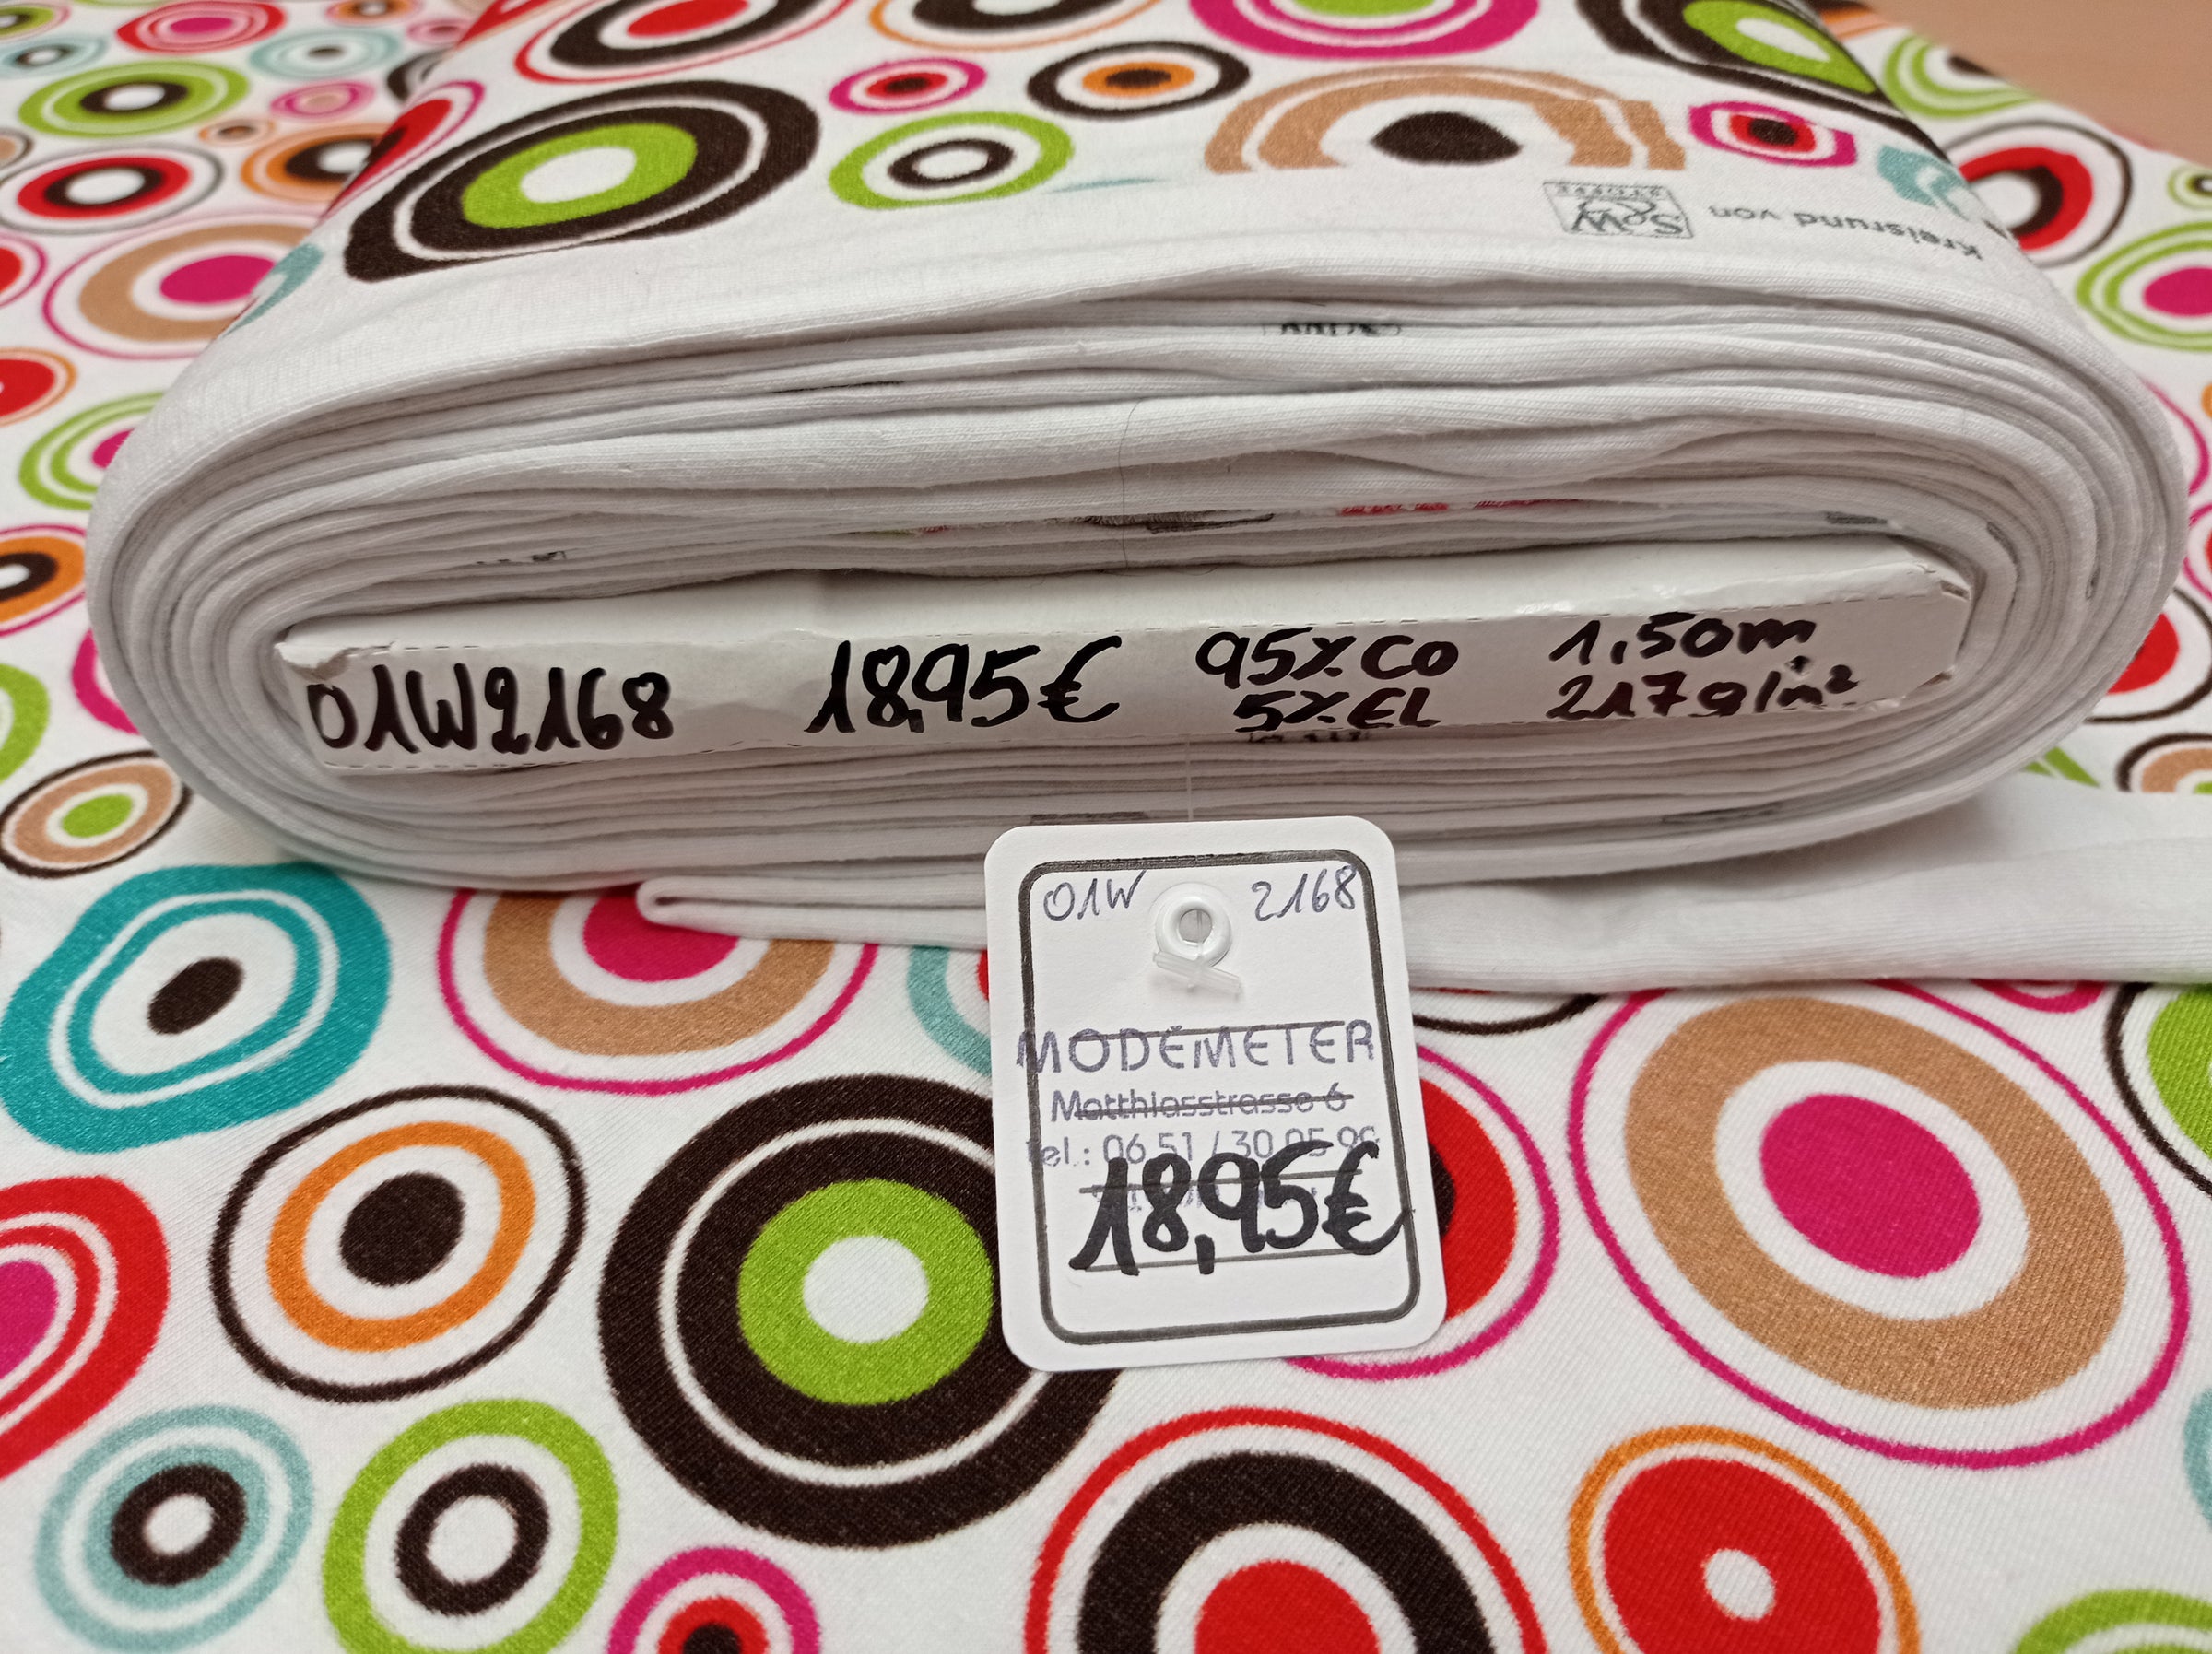 Kreisrund von
S&W
STOFFE
01W2168
18,95€
95% CO
5% EL
1,50m
217g/m²
01W 2168
MODEMETER
Matthiasstrasse 6
Tel.: 06 51 / 30 05 96
18,95€